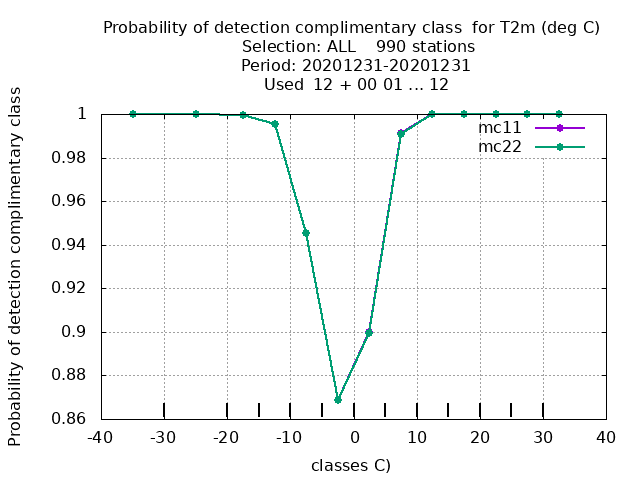 Probability of detection complimentary class  for T2m (deg C)
Selection: ALL    990 stations
Period: 20201231-20201231
Used  12 + 00 01 ... 12
Probability of detection complimentary class
1
0.98
0.96
0.94
0.92
0.9
0.88
0.86
mc11
mc22
-40 -30 -20 -10 0 10 20 30 40
classes C)